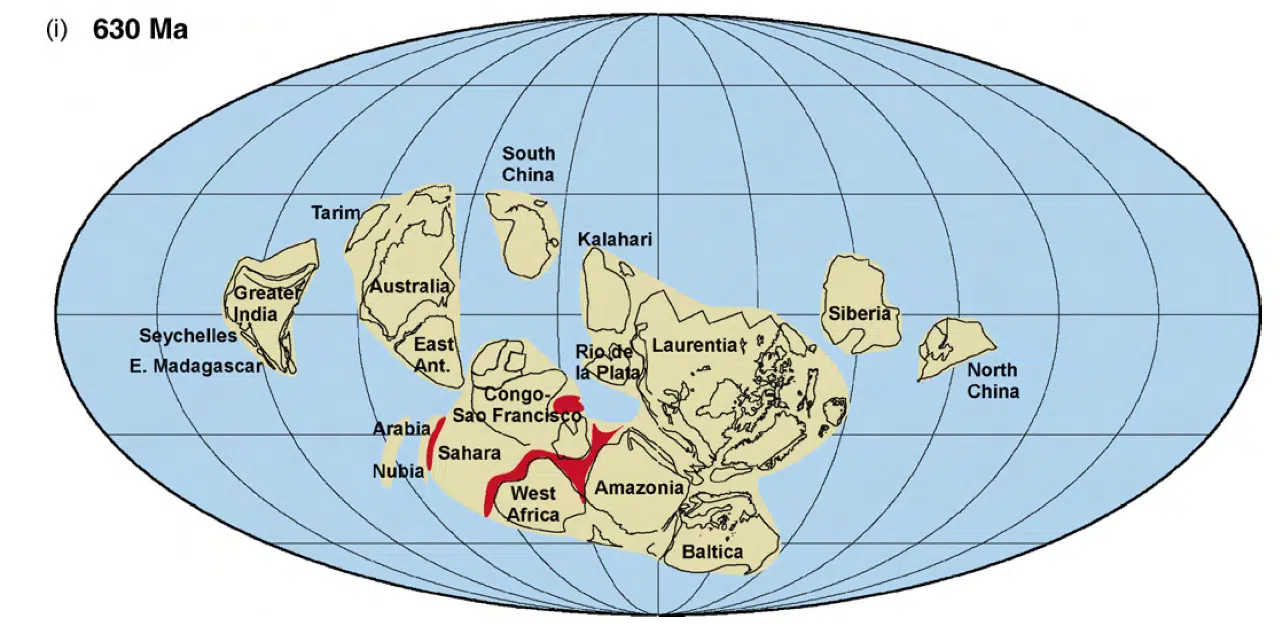 (i) 630 Ma
South
China
Tarim
Kalahari
Greater
India
Australia
Siberia
Seychelles
E. Madagascar
East
Ant.
Rio de
la Plata
Laurentia
North
China
Congo-
Sao Francisco
Arabia
Sahara
Nubia
West
Africa
Amazonia
Baltica